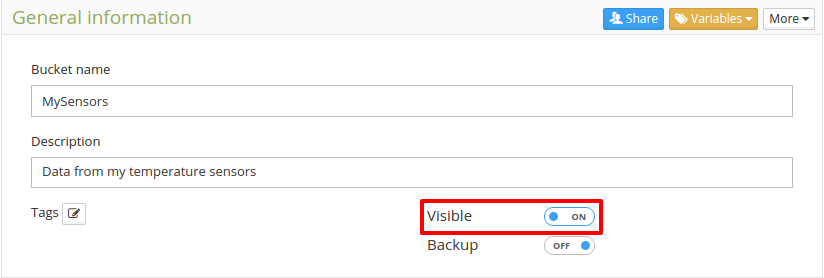 General information
Share
Variables
More
Bucket name
MySensors
Description
Data from my temperature sensors
Tags
Visible ON
Backup OFF